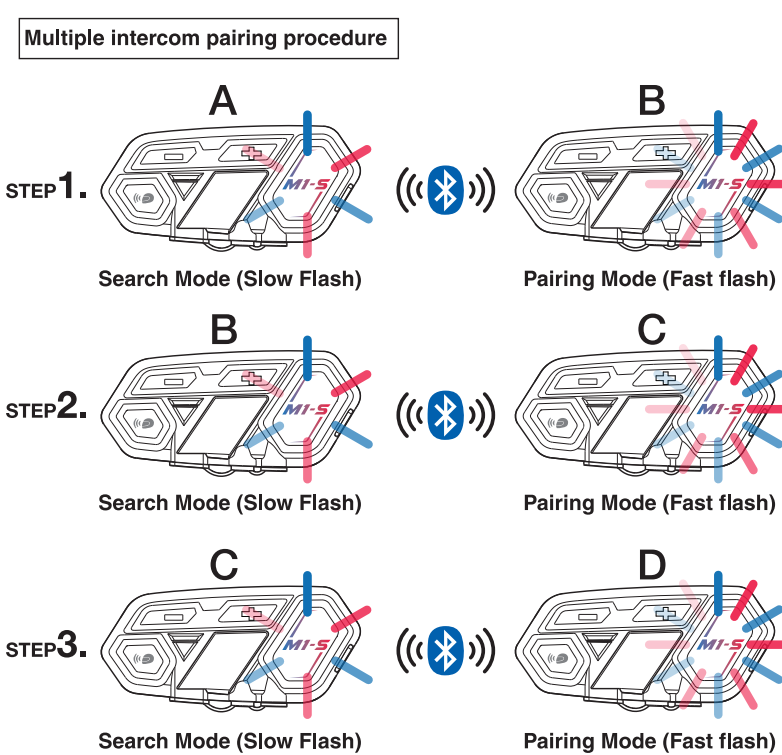 Multiple intercom pairing procedure
A B
STEP1.
M1-S M1-S
Search Mode (Slow Flash) Pairing Mode (Fast flash)
B C
STEP2.
M1-S M1-S
Search Mode (Slow Flash) Pairing Mode (Fast flash)
C D
STEP3.
M1-S M1-S
Search Mode (Slow Flash) Pairing Mode (Fast flash)